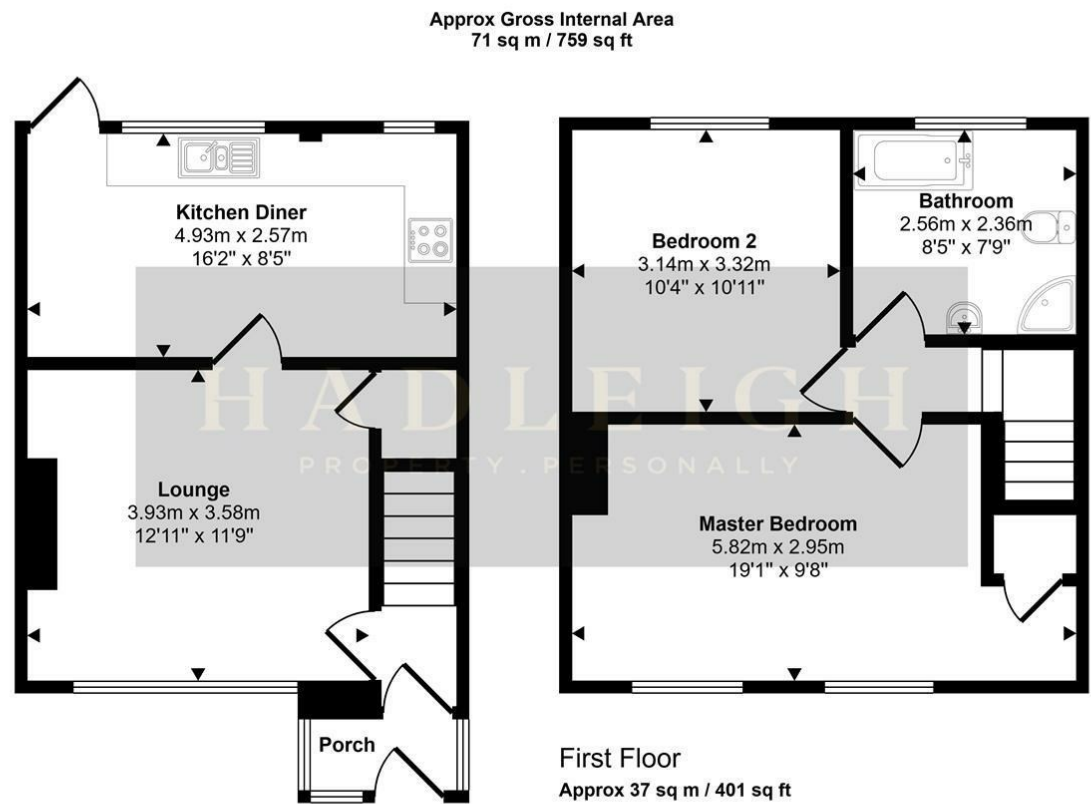 Approx Gross Internal Area
71 sq m / 759 sq ft
Kitchen Diner
4.93m x 2.57m
16'2" x 8'5"
Lounge
3.93m x 3.58m
12'11" x 11'9"
Porch
Bedroom 2
3.14m x 3.32m
10'4" x 10'11"
Bathroom
2.56m x 2.36m
8'5" x 7'9"
Master Bedroom
5.82m x 2.95m
19'1" x 9'8"
HADLEIGH
PROPERTY . PERSONALLY
First Floor
Approx 37 sq m / 401 sq ft